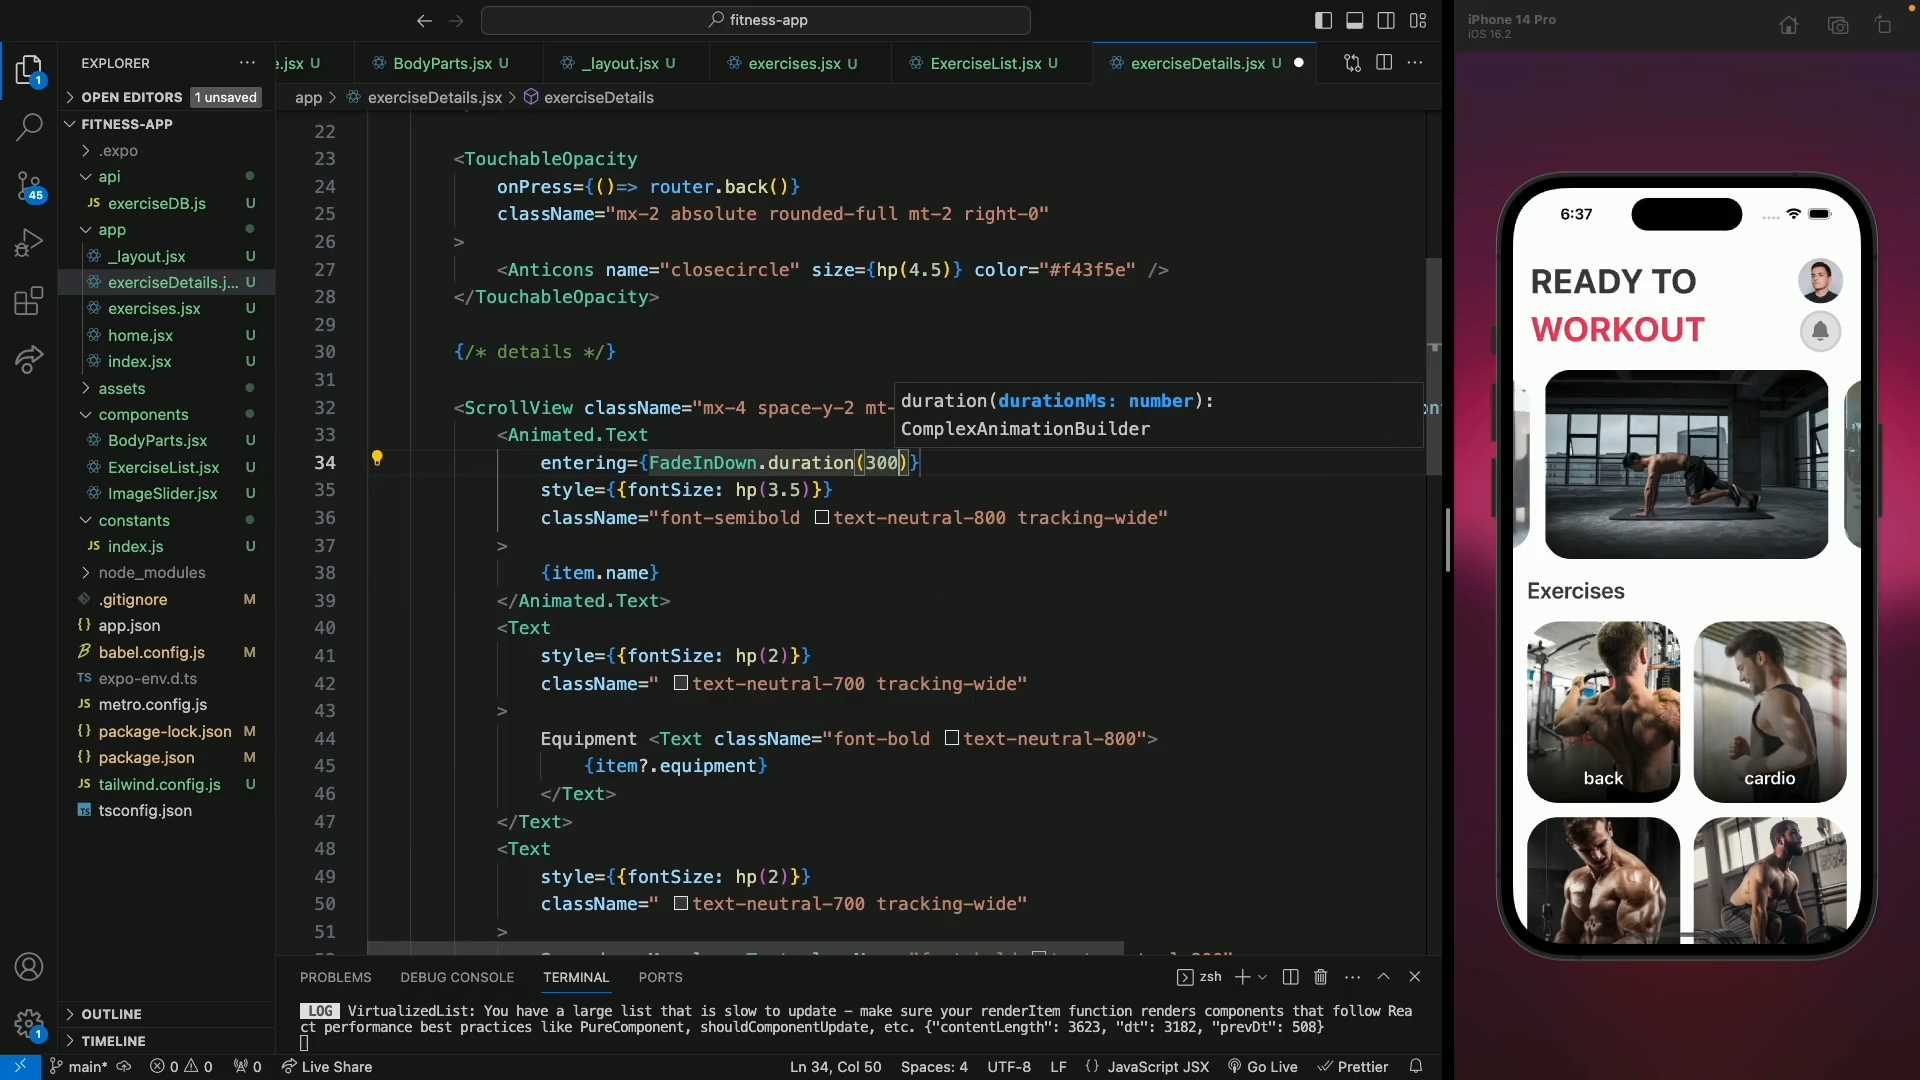 fitness-app
EXPLORER
OPEN EDITORS 1 unsaved
FITNESS-APP
.expo
api
JS exerciseDB.js U
app
_layout.jsx U
exerciseDetails.j... U
exercises.jsx U
home.jsx U
index.jsx U
assets
components
BodyParts.jsx U
ExerciseList.jsx U
ImageSlider.jsx U
constants
JS index.js U
node_modules
.gitignore M
{} app.json
babel.config.js M
TS expo-env.d.ts
JS metro.config.js
{} package-lock.json M
{} package.json M
JS tailwind.config.js U
TS tsconfig.json
OUTLINE
TIMELINE
1
45
1
e.jsx U
BodyParts.jsx U
_layout.jsx U
exercises.jsx U
ExerciseList.jsx U
exerciseDetails.jsx U
app > exerciseDetails.jsx > exerciseDetails
22
23 <TouchableOpacity
24 onPress={()=> router.back()}
25 className="mx-2 absolute rounded-full mt-2 right-0"
26 >
27 <Anticons name="closecircle" size={hp(4.5)} color="#f43f5e" />
28 </TouchableOpacity>
29
30 {/* details */}
31
32 <ScrollView className="mx-4 space-y-2 mt-
duration(durationMs: number):
ComplexAnimationBuilder
33 <Animated.Text
34 entering={FadeInDown.duration(300)}
35 style={{fontSize: hp(3.5)}}
36 className="font-semibold text-neutral-800 tracking-wide"
37 >
38 {item.name}
39 </Animated.Text>
40 <Text
41 style={{fontSize: hp(2)}}
42 className=" text-neutral-700 tracking-wide"
43 >
44 Equipment <Text className="font-bold text-neutral-800">
45 {item?.equipment}
46 </Text>
47 </Text>
48 <Text
49 style={{fontSize: hp(2)}}
50 className=" text-neutral-700 tracking-wide"
51 >
PROBLEMS DEBUG CONSOLE TERMINAL PORTS
zsh
LOG VirtualizedList: You have a large list that is slow to update – make sure your renderItem function renders components that follow Rea
ct performance best practices like PureComponent, shouldComponentUpdate, etc. {"contentLength": 3623, "dt": 3182, "prevDt": 508}
main* 0 0 0 Live Share
Ln 34, Col 50 Spaces: 4 UTF-8 LF {} JavaScript JSX Go Live Prettier
iPhone 14 Pro
iOS 16.2
6:37
READY TO
WORKOUT
Exercises
back
cardio